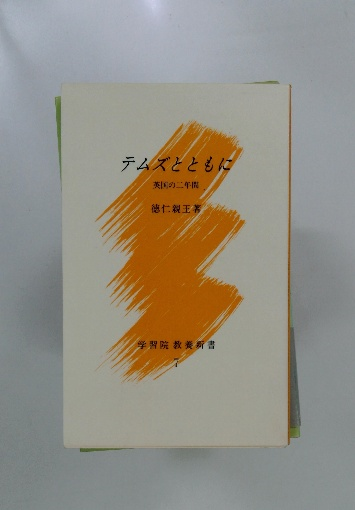 テムズとともに
英国の二年間
徳仁親王著
学習院教養新書
7